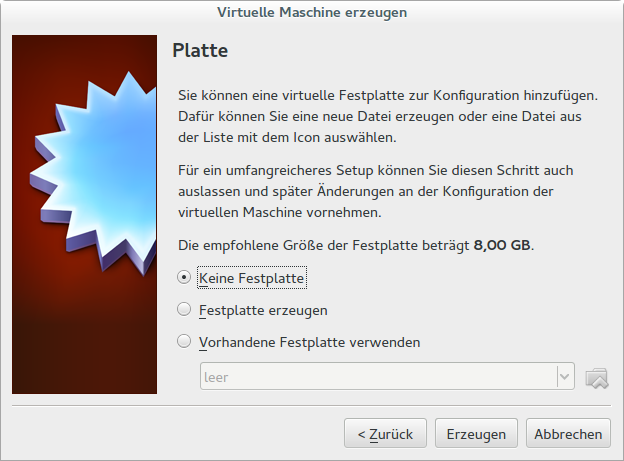 Virtuelle Maschine erzeugen
Platte
Sie können eine virtuelle Festplatte zur Konfiguration hinzufügen.
Dafür können Sie eine neue Datei erzeugen oder eine Datei aus
der Liste mit dem Icon auswählen.
Für ein umfangreicheres Setup können Sie diesen Schritt auch
auslassen und später Änderungen an der Konfiguration der
virtuellen Maschine vornehmen.
Die empfohlene Größe der Festplatte beträgt 8,00 GB.
Keine Festplatte
Festplatte erzeugen
Vorhandene Festplatte verwenden
leer
< Zurück
Erzeugen
Abbrechen